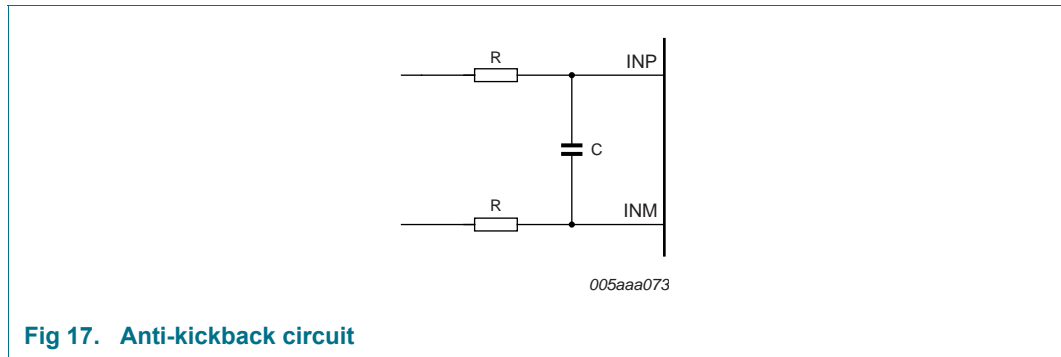 R
INP
C
R
INM
005aaa073
Fig 17. Anti-kickback circuit